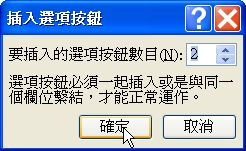 插入選項按鈕
要插入的選項按鈕數目(N): 2
選項按鈕必須一起插入或是與同一
個欄位繫結，才能正常運作。
確定 取消